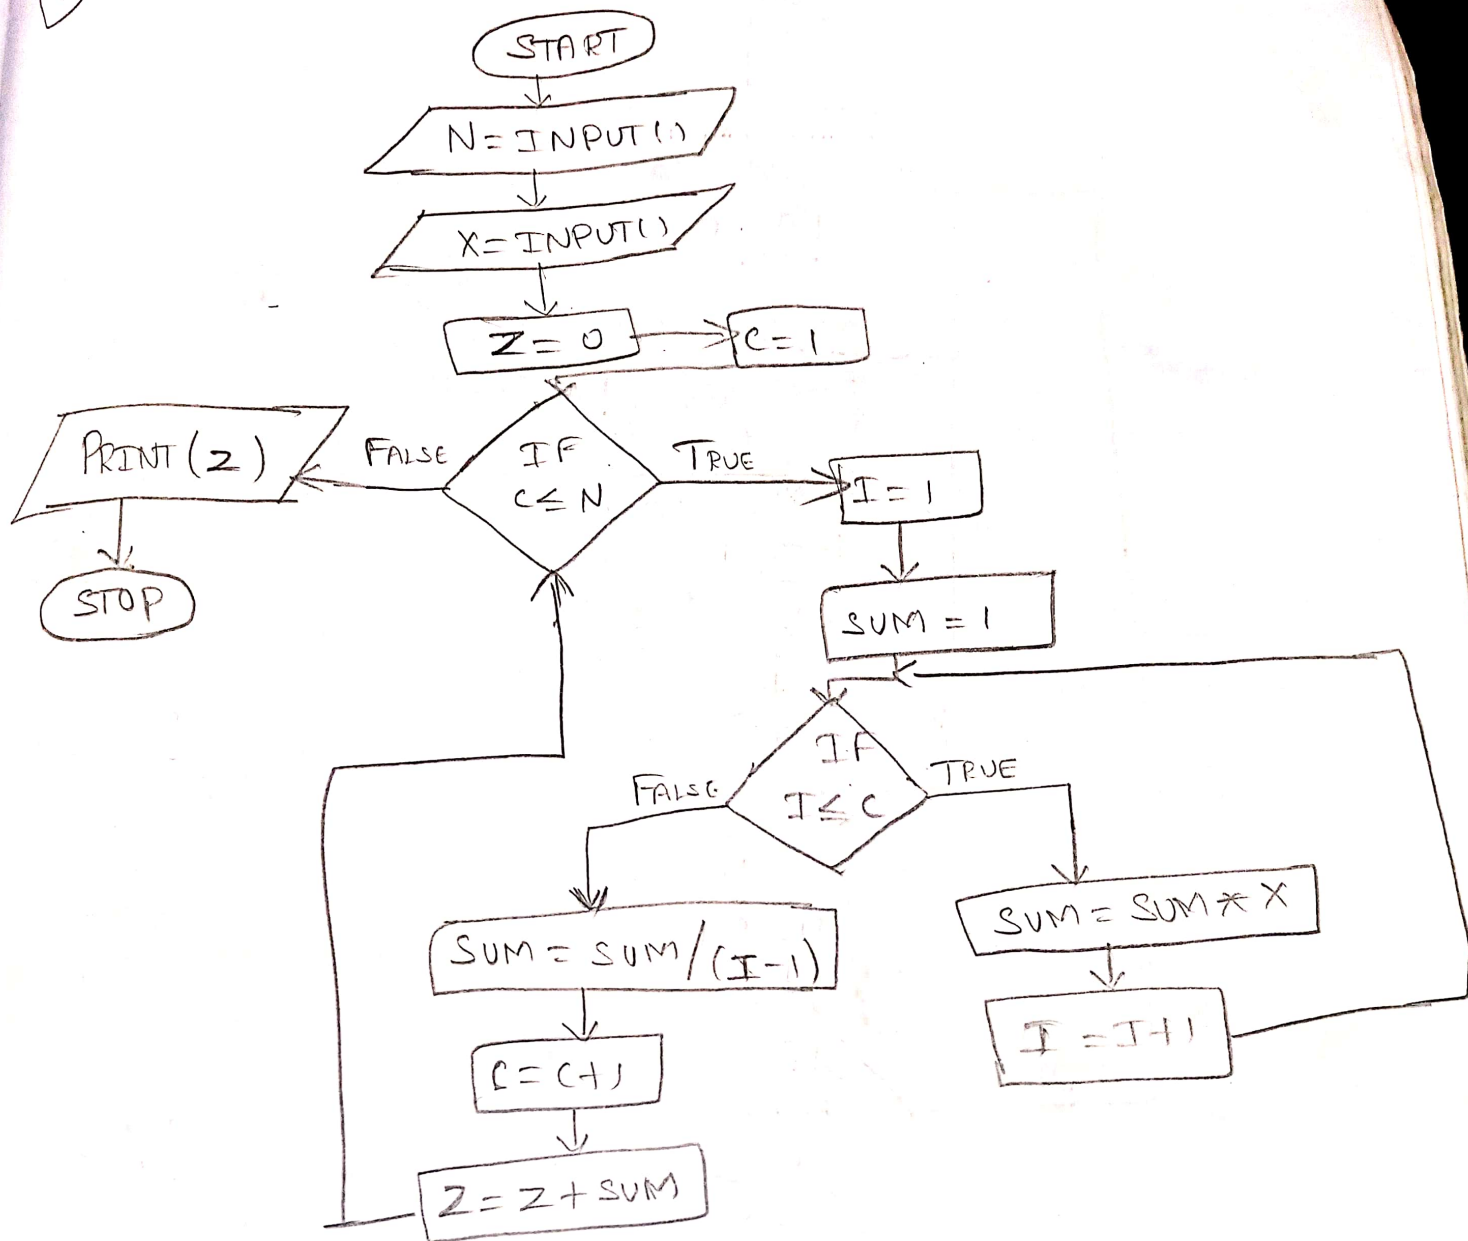 START
N=INPUT()
X=INPUT()
Z=0
C=1
IF
C≤N
FALSE
TRUE
PRINT(Z)
STOP
I=1
SUM=1
IF
I≤C
FALSE
TRUE
SUM=SUM/(I-1)
C=C+1
Z=Z+SUM
SUM=SUM*X
I=I+1